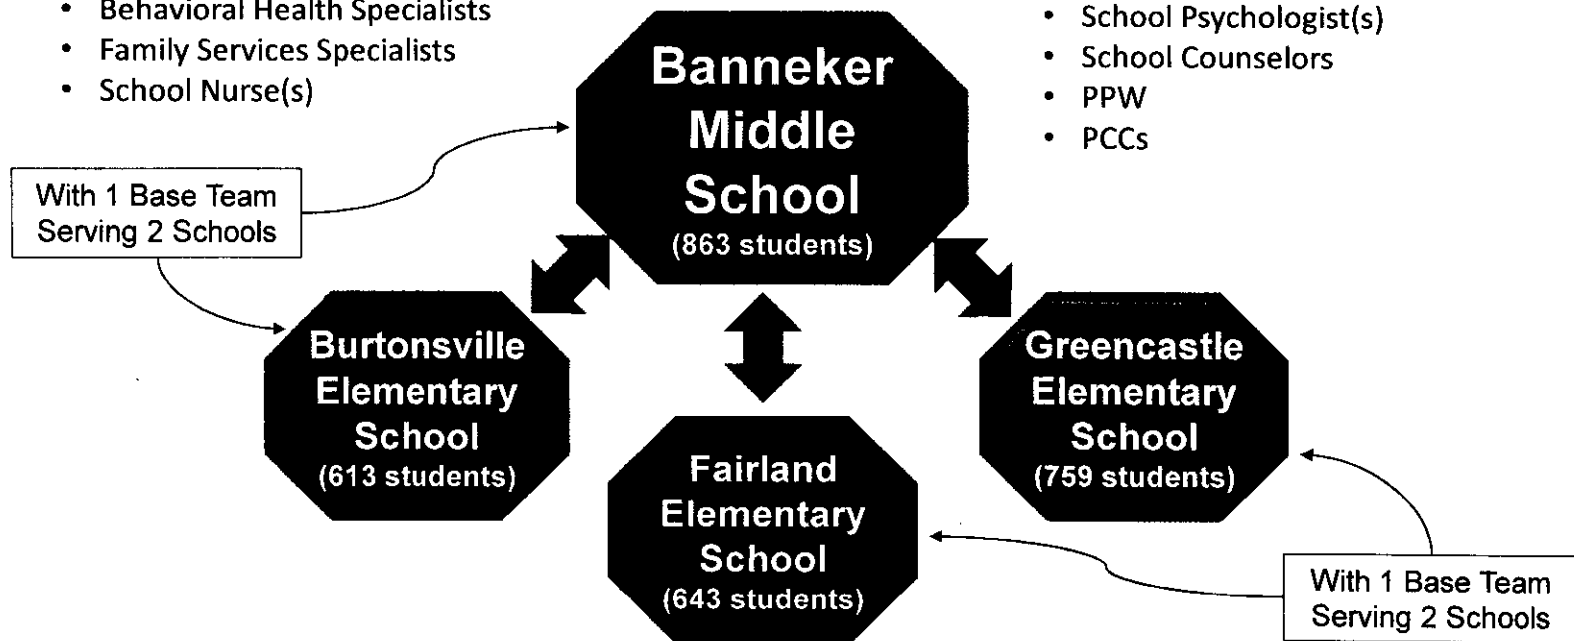 • Behavioral Health Specialists
• Family Services Specialists
• School Nurse(s)
• School Psychologist(s)
• School Counselors
• PPW
• PCCs
Banneker
Middle
School
(863 students)
With 1 Base Team
Serving 2 Schools
Burtonsville
Elementary
School
(613 students)
Fairland
Elementary
School
(643 students)
Greencastle
Elementary
School
(759 students)
With 1 Base Team
Serving 2 Schools